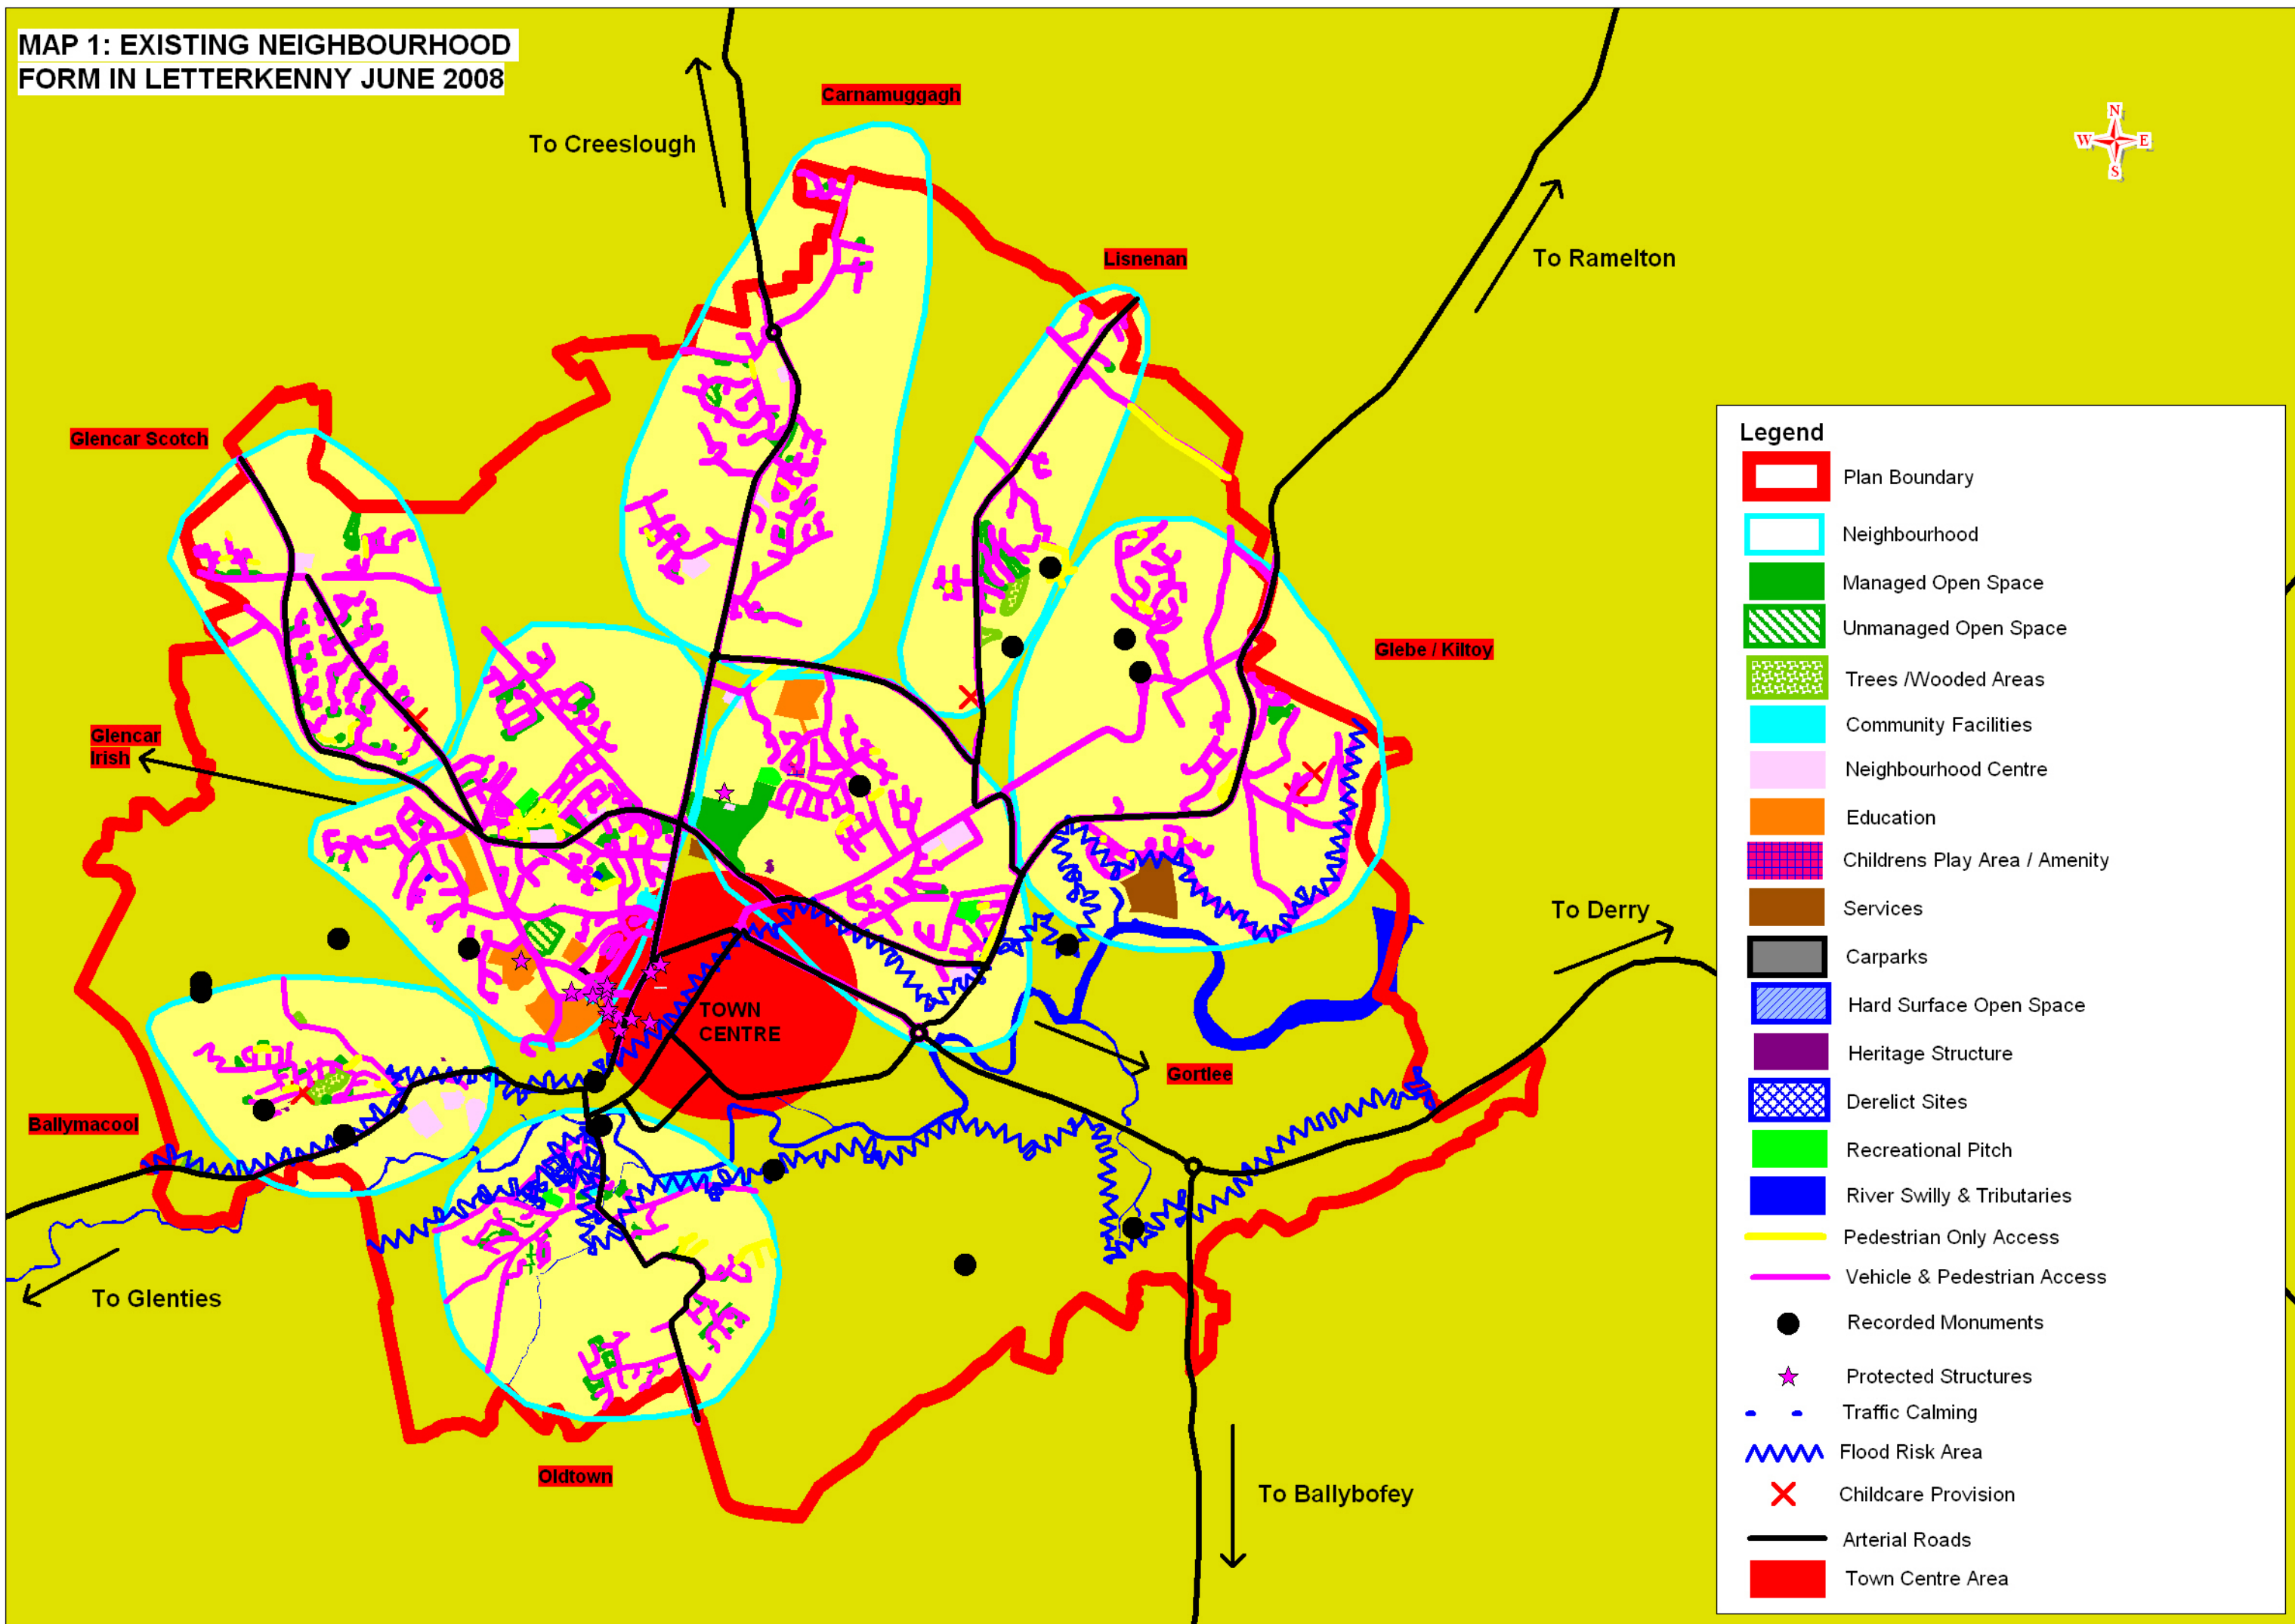 MAP 1: EXISTING NEIGHBOURHOOD
FORM IN LETTERKENNY JUNE 2008
Carnamuggagh
To Creeslough
N
W E
S
Lisnenan
To Ramelton
Glencar Scotch
Glebe / Kiltoy
Glencar
Irish
To Derry
TOWN
CENTRE
Gortlee
Ballymacool
To Glenties
Oldtown
To Ballybofey
Legend
Plan Boundary
Neighbourhood
Managed Open Space
Unmanaged Open Space
Trees /Wooded Areas
Community Facilities
Neighbourhood Centre
Education
Childrens Play Area / Amenity
Services
Carparks
Hard Surface Open Space
Heritage Structure
Derelict Sites
Recreational Pitch
River Swilly & Tributaries
Pedestrian Only Access
Vehicle & Pedestrian Access
Recorded Monuments
Protected Structures
Traffic Calming
Flood Risk Area
Childcare Provision
Arterial Roads
Town Centre Area